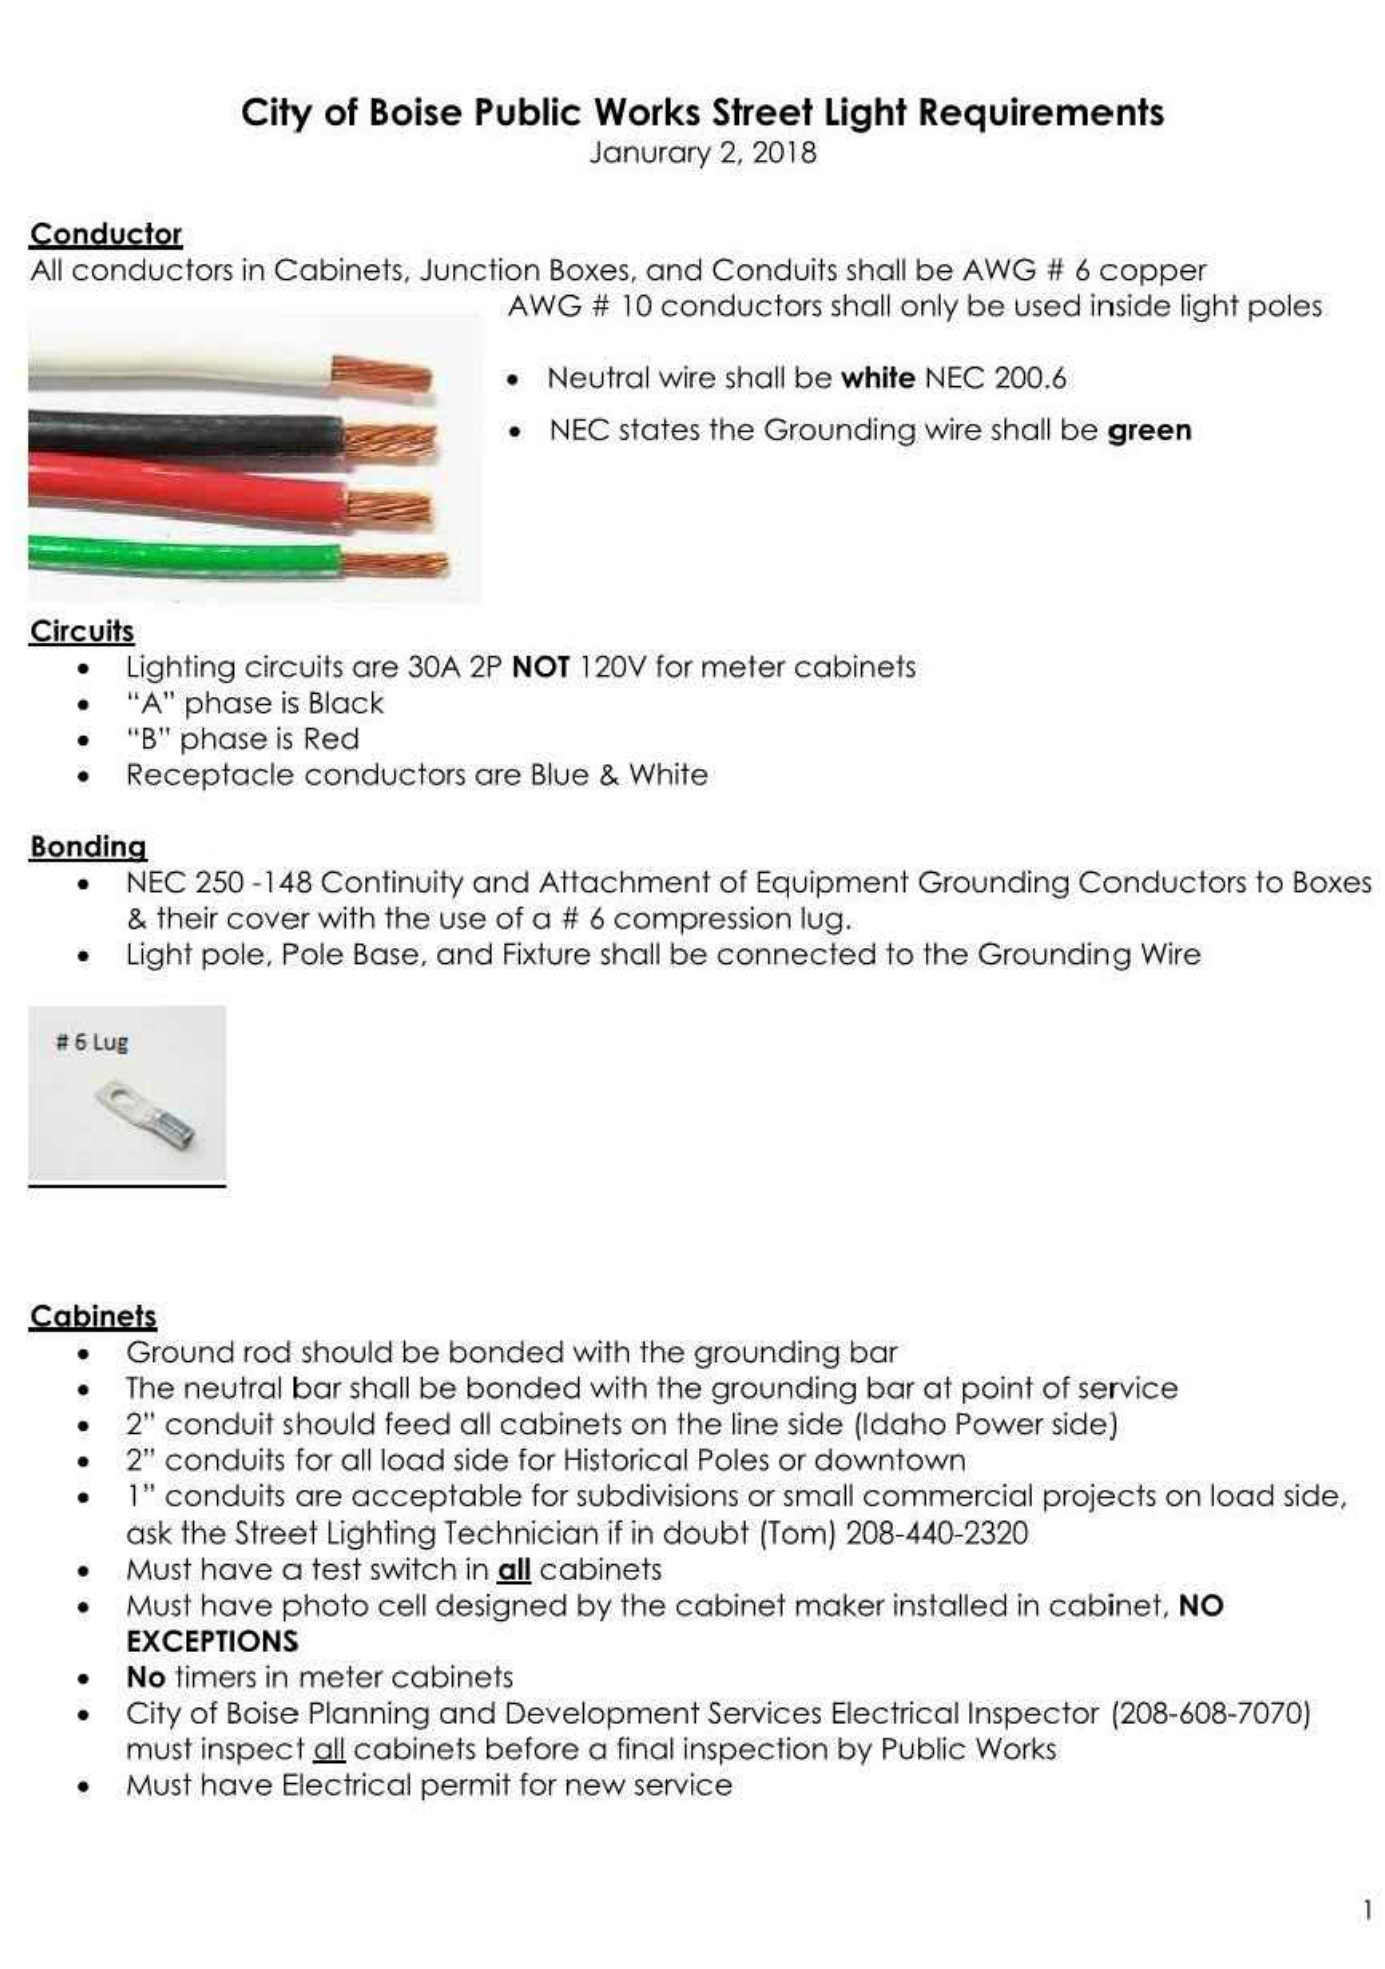 City of Boise Public Works Street Light Requirements
Janurary 2, 2018
Conductor
All conductors in Cabinets, Junction Boxes, and Conduits shall be AWG # 6 copper
AWG # 10 conductors shall only be used inside light poles
• Neutral wire shall be white NEC 200.6
• NEC states the Grounding wire shall be green
Circuits
• Lighting circuits are 30A 2P NOT 120V for meter cabinets
• “A” phase is Black
• “B” phase is Red
• Receptacle conductors are Blue & White
Bonding
• NEC 250 -148 Continuity and Attachment of Equipment Grounding Conductors to Boxes
& their cover with the use of a # 6 compression lug.
• Light pole, Pole Base, and Fixture shall be connected to the Grounding Wire
# 6 Lug
Cabinets
• Ground rod should be bonded with the grounding bar
• The neutral bar shall be bonded with the grounding bar at point of service
• 2” conduit should feed all cabinets on the line side (Idaho Power side)
• 2” conduits for all load side for Historical Poles or downtown
• 1” conduits are acceptable for subdivisions or small commercial projects on load side,
ask the Street Lighting Technician if in doubt (Tom) 208-440-2320
• Must have a test switch in all cabinets
• Must have photo cell designed by the cabinet maker installed in cabinet, NO
EXCEPTIONS
• No timers in meter cabinets
• City of Boise Planning and Development Services Electrical Inspector (208-608-7070)
must inspect all cabinets before a final inspection by Public Works
• Must have Electrical permit for new service
1